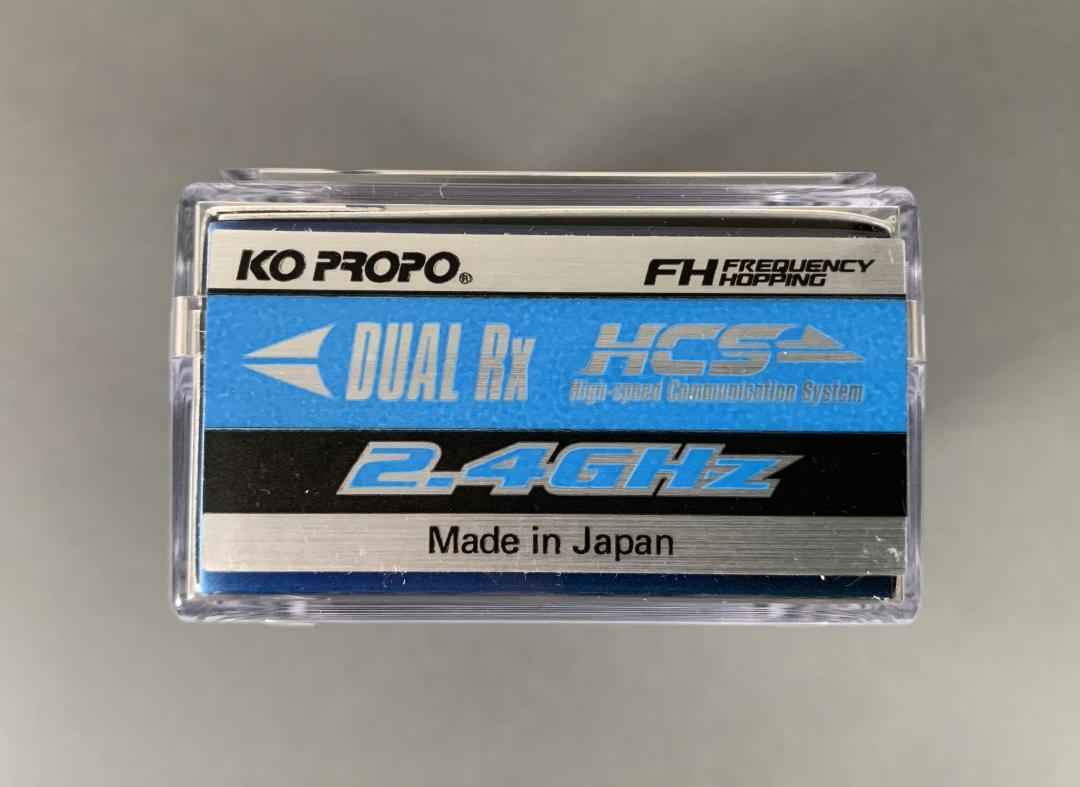 KO PROPO®
FH FREQUENCY HOPPING
DUAL Rx
HCS
High-speed Communication System
2.4GHz
Made in Japan